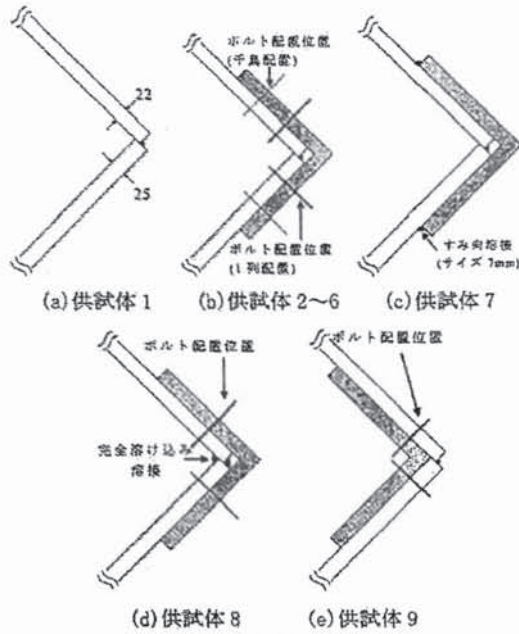 22
25
(a)供試体1
ボルト配置位置
(千鳥配置)
ボルト配置位置
(1列配置)
(b)供試体2~6
すみ肉溶接
(サイズ7mm)
(c)供試体7
ボルト配置位置
完全溶け込み
溶接
(d)供試体8
ボルト配置位置
(e)供試体9